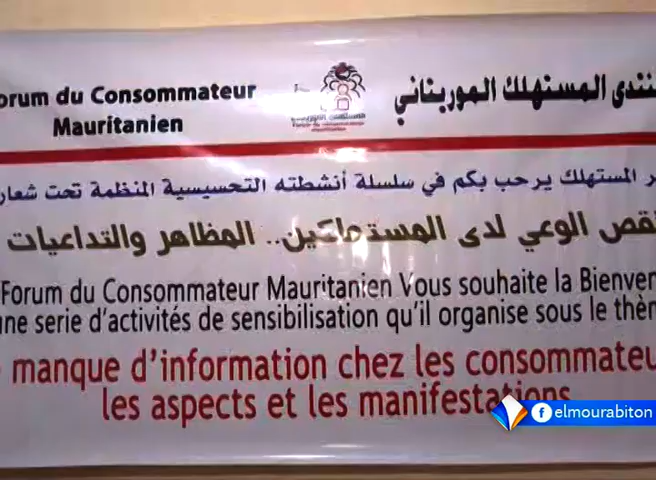 منتدى المستهلك الموريتاني
Forum du Consommateur
Mauritanien
المستهلك يرحب بكم في سلسلة أنشطته التحسيسية المنظمة تحت شعار
نقص الوعي لدى المستهلكين.. المظاهر والتداعيات
Forum du Consommateur Mauritanien Vous souhaite la Bienven
une serie d'activités de sensibilisation qu'il organise sous le thèm
manque d'information chez les consommateu
les aspects et les manifestations
elmourabiton